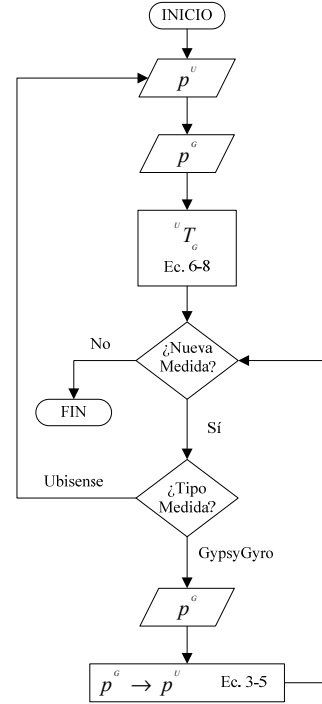 INICIO
p^U
p^G
^U T_G
Ec. 6-8
¿Nueva
Medida?
No
FIN
Sí
Ubisense
¿Tipo
Medida?
GypsyGyro
p^G
p^G → p^U Ec. 3-5